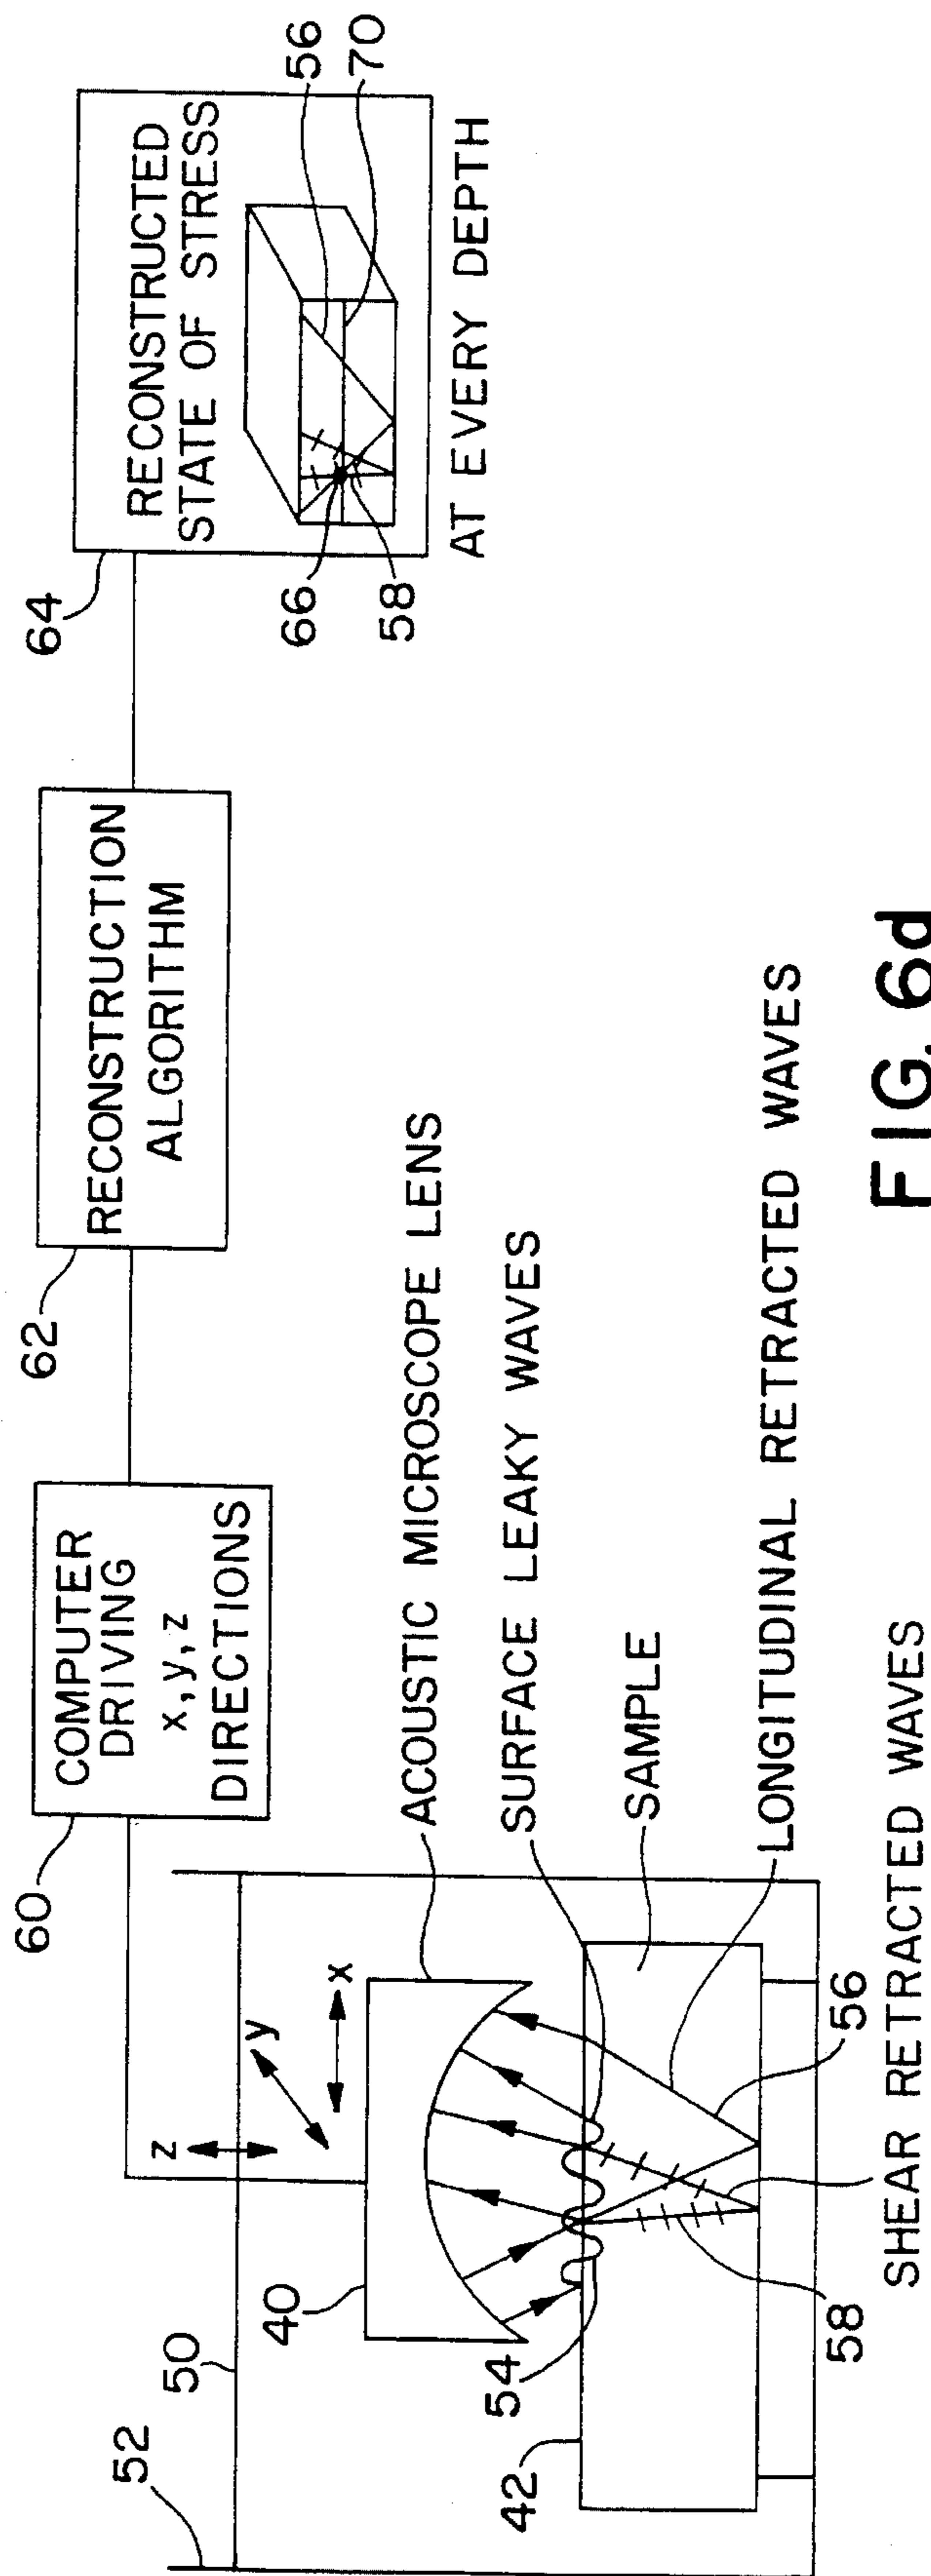 52
50
60
COMPUTER
DRIVING
x, y, z
DIRECTIONS
62
RECONSTRUCTION
ALGORITHM
64
RECONSTRUCTED
STATE OF STRESS
56
70
66
58
AT EVERY DEPTH
z
y
x
40
ACOUSTIC MICROSCOPE LENS
54
SURFACE LEAKY WAVES
42
SAMPLE
LONGITUDINAL RETRACTED WAVES
58
56
SHEAR RETRACTED WAVES
FIG. 6d